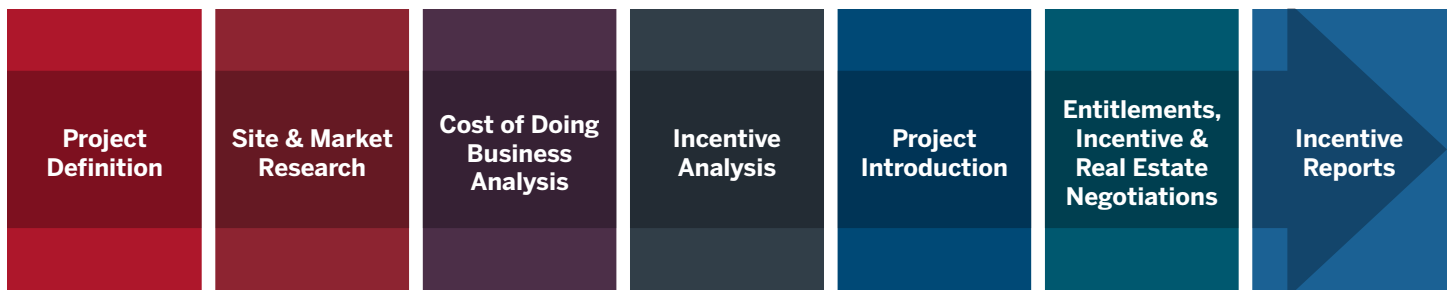 Project
Definition
Site & Market
Research
Cost of Doing
Business
Analysis
Incentive
Analysis
Project
Introduction
Entitlements,
Incentive &
Real Estate
Negotiations
Incentive
Reports